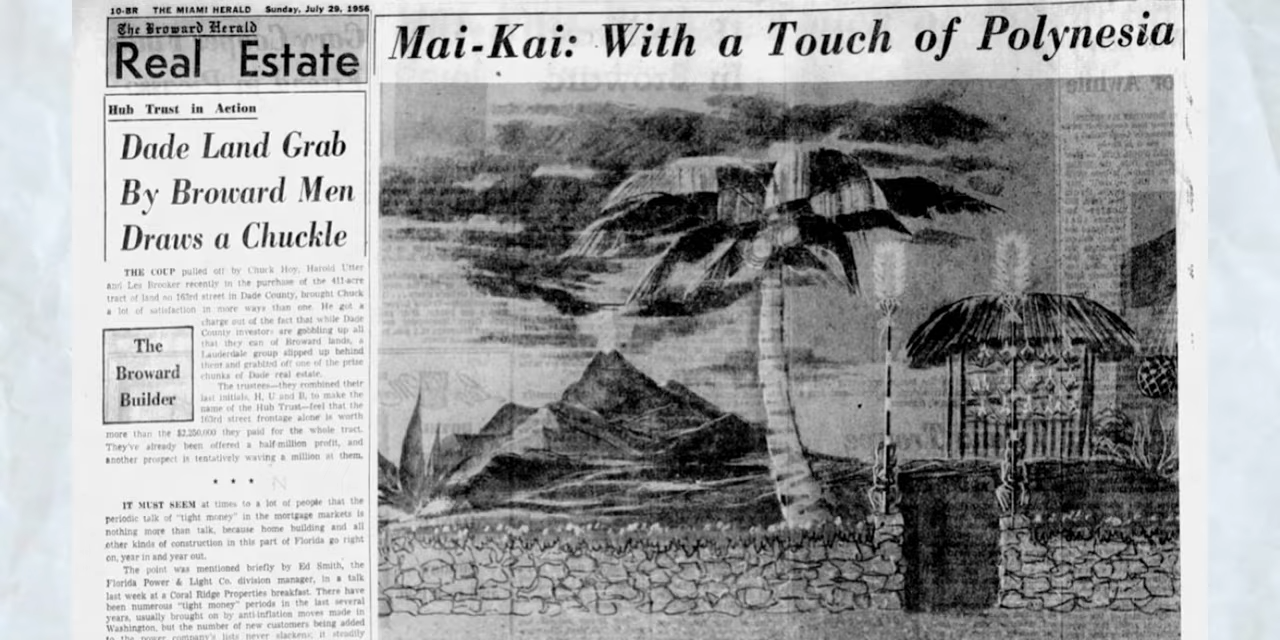 10-BR THE MIAMI HERALD Sunday, July 29, 1956
The Broward Herald
Real Estate
Mai-Kai: With a Touch of Polynesia
Hub Trust in Action
Dade Land Grab
By Broward Men
Draws a Chuckle
THE COUP pulled off by Chuck Hoy, Harold Utter
and Les Brooker recently in the purchase of the 411-acre
tract of land on 163rd street in Dade County, brought Chuck
a lot of satisfaction in more ways than one. He got a
charge out of the fact that while Dade
County investors are gobbling up all
that they can of Broward lands, a
Lauderdale group slipped up behind
them and grabbed off one of the prize
chunks of Dade real estate.
The trustees—they combined their
last initials, H, U and B, to make the
name of the Hub Trust—feel that the
163rd street frontage alone is worth
more than the $2,250,000 they paid for the whole tract.
They've already been offered a half-million profit, and
another prospect is tentatively waving a million at them.
The
Broward
Builder
* * *
IT MUST SEEM at times to a lot of people that the
periodic talk of "tight money" in the mortgage markets is
nothing more than talk, because home building and all
other kinds of construction in this part of Florida go right
on, year in and year out.
The point was mentioned briefly by Ed Smith, the
Florida Power & Light Co. division manager, in a talk
last week at a Coral Ridge Properties breakfast. There have
been numerous "tight money" periods in the last several
years, usually brought on by anti-inflation moves made in
Washington, but the number of new customers being added
to the power company's lists never slackens; it steadily